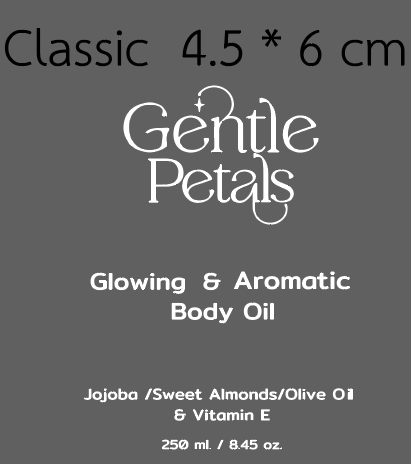 Classic 4.5 * 6 cm
Gentle
Petals
Glowing & Aromatic
Body Oil
Jojoba /Sweet Almonds/Olive Oil
& Vitamin E
250 ml. / 8.45 oz.